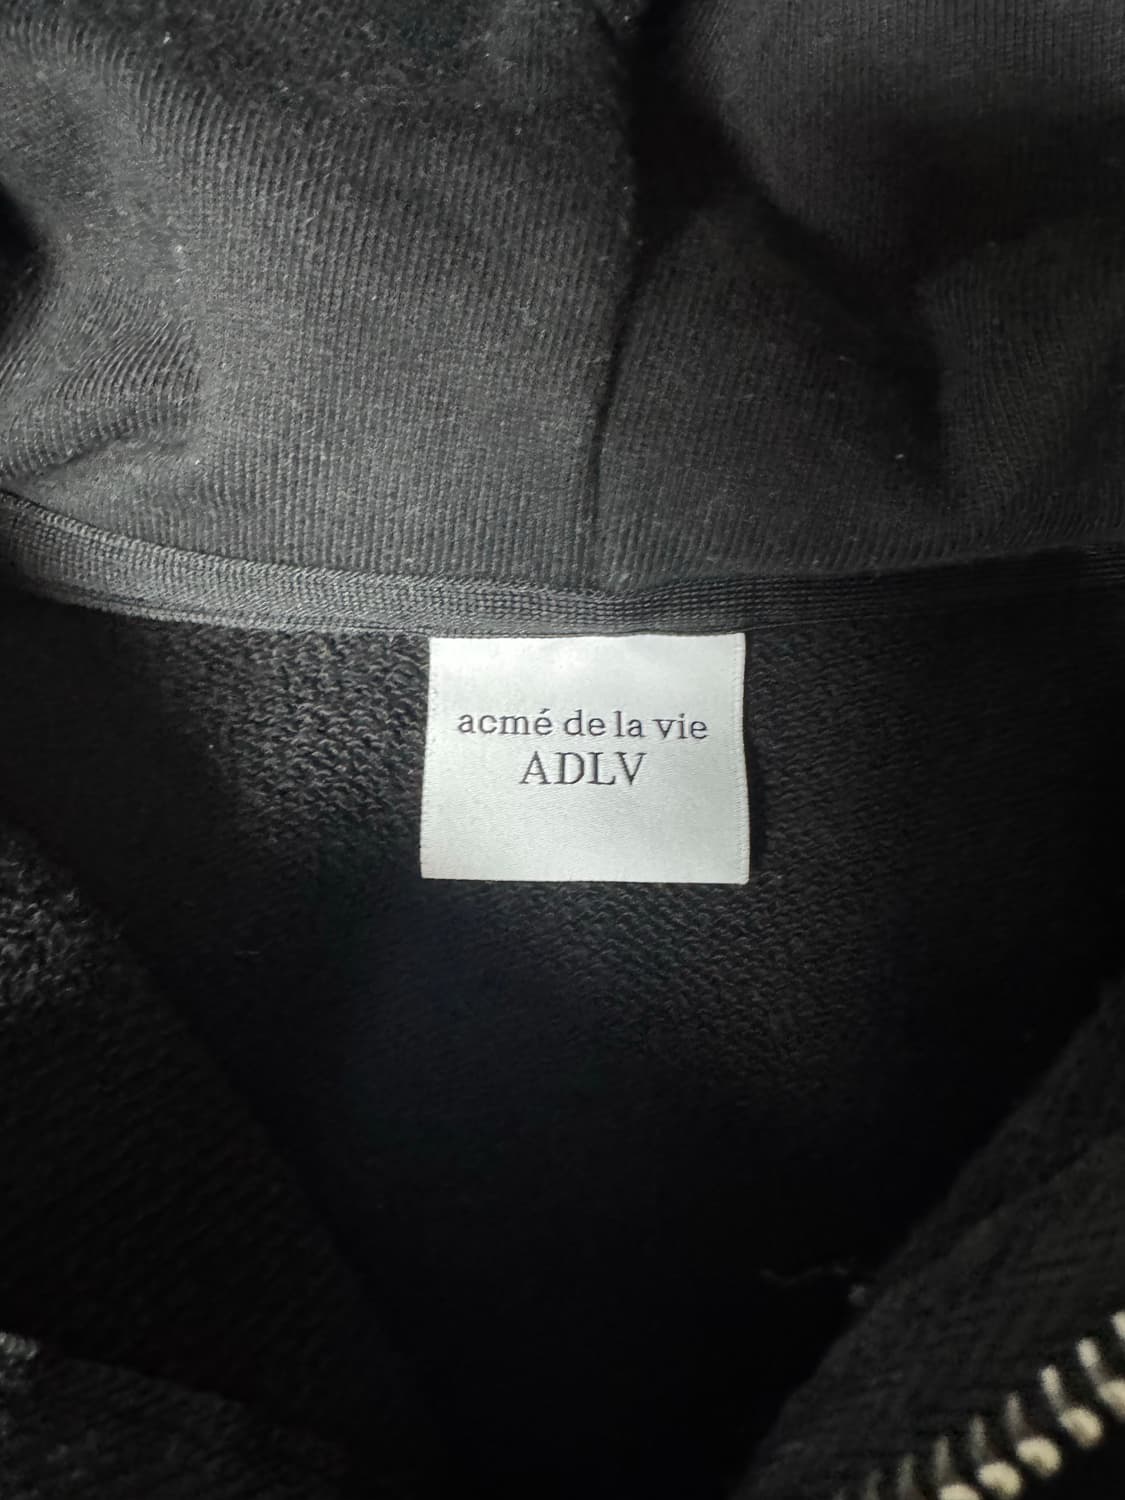 acmé de la vie
ADLV